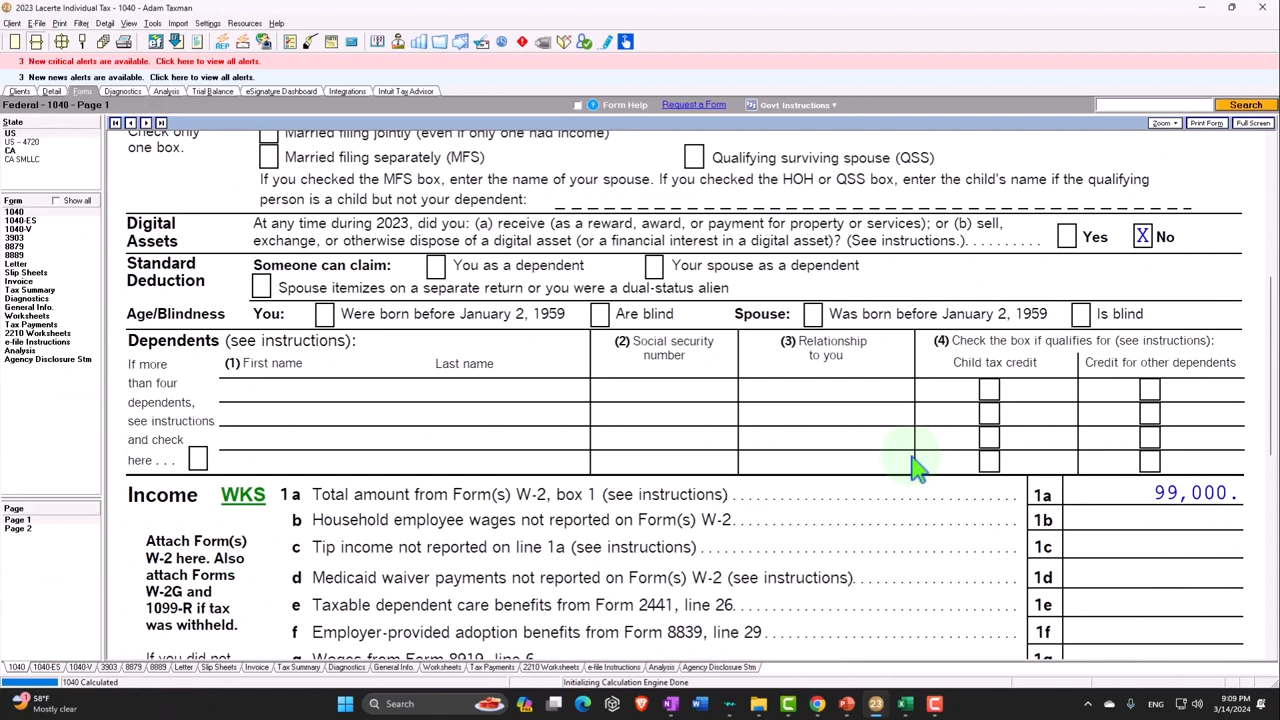 2023 Lacerte Individual Tax - 1040 - Adam Taxman
Client E-File Print Filter Detail View Tools Import Settings Resources Help
3 New critical alerts are available. Click here to view all alerts.
3 New news alerts are available. Click here to view all alerts.
Clients Detail Forms Diagnostics Analysis Trial Balance eSignature Dashboard Integrations Intuit Tax Advisor
Federal - 1040 - Page 1
Form Help Request a Form Govt Instructions Search
State
US
US - 4720
CA
CA SMLLC
Form Show all
1040
1040-ES
1040-V
3903
8879
8889
Letter
Slip Sheets
Invoice
Tax Summary
Diagnostics
General Info.
Worksheets
Tax Payments
2210 Worksheets
e-file Instructions
Analysis
Agency Disclosure Stm
Page
Page 1
Page 2
Zoom Print Form Full Screen
Check only
one box.
Married filing jointly (even if only one had income)
Married filing separately (MFS) Qualifying surviving spouse (QSS)
If you checked the MFS box, enter the name of your spouse. If you checked the HOH or QSS box, enter the child's name if the qualifying
person is a child but not your dependent:
Digital
Assets
At any time during 2023, did you: (a) receive (as a reward, award, or payment for property or services); or (b) sell,
exchange, or otherwise dispose of a digital asset (or a financial interest in a digital asset)? (See instructions.) Yes X No
Standard
Deduction
Someone can claim: You as a dependent Your spouse as a dependent
Spouse itemizes on a separate return or you were a dual-status alien
Age/Blindness You: Were born before January 2, 1959 Are blind Spouse: Was born before January 2, 1959 Is blind
Dependents (see instructions):
If more
than four
dependents,
see instructions
and check
here . . .
(1) First name Last name
(2) Social security
number
(3) Relationship
to you
(4) Check the box if qualifies for (see instructions):
Child tax credit Credit for other dependents
Income WKS
1 a Total amount from Form(s) W-2, box 1 (see instructions) 1a 99,000.
b Household employee wages not reported on Form(s) W-2 1b
c Tip income not reported on line 1a (see instructions) 1c
d Medicaid waiver payments not reported on Form(s) W-2 (see instructions) 1d
e Taxable dependent care benefits from Form 2441, line 26 1e
f Employer-provided adoption benefits from Form 8839, line 29 1f
g Wages from Form 8919, line 6 1g
Attach Form(s)
W-2 here. Also
attach Forms
W-2G and
1099-R if tax
was withheld.
If you did not
1040 1040-ES 1040-V 3903 8879 8889 Letter Slip Sheets Invoice Tax Summary Diagnostics General Info. Worksheets Tax Payments 2210 Worksheets e-file Instructions Analysis Agency Disclosure Stm
1040 Calculated Initializing Calculation Engine Done
58°F
Mostly clear
Search
23
ENG
9:09 PM
3/14/2024